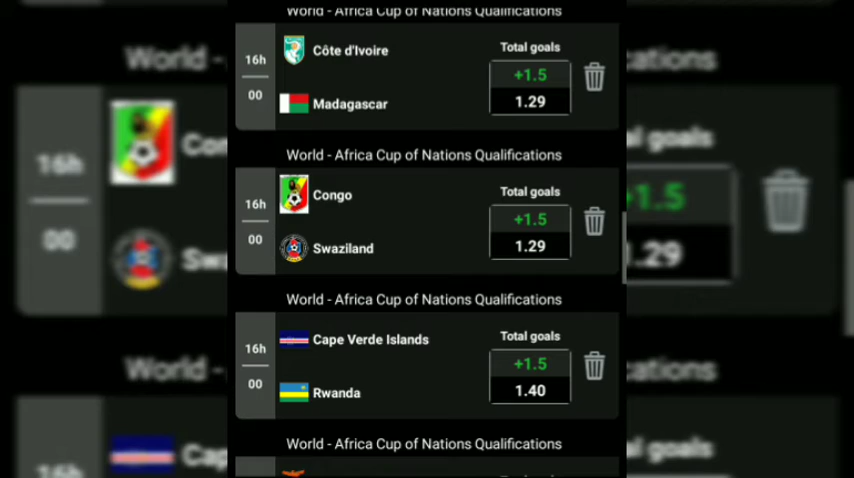 World - Africa Cup of Nations Qualifications
16h
00
Côte d'Ivoire
Madagascar
Total goals
+1.5
1.29
World - Africa Cup of Nations Qualifications
16h
00
Congo
Swaziland
Total goals
+1.5
1.29
World - Africa Cup of Nations Qualifications
16h
00
Cape Verde Islands
Rwanda
Total goals
+1.5
1.40
World - Africa Cup of Nations Qualifications